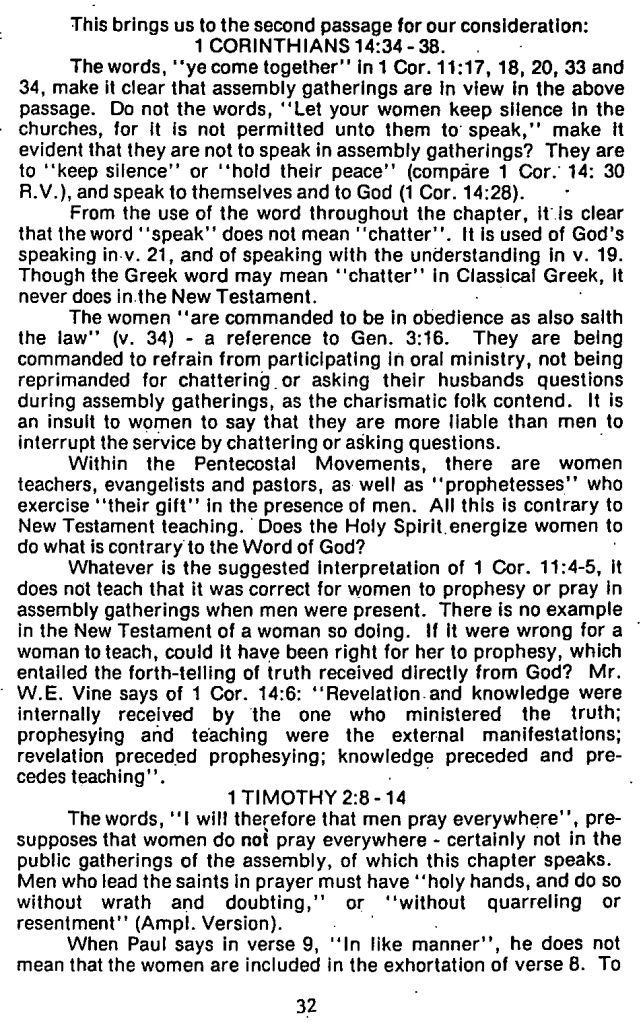 This brings us to the second passage for our consideration:
1 CORINTHIANS 14:34 - 38.
The words, "ye come together" in 1 Cor. 11:17, 18, 20, 33 and
34, make it clear that assembly gatherings are in view in the above
passage. Do not the words, "Let your women keep silence in the
churches, for it is not permitted unto them to speak," make it
evident that they are not to speak in assembly gatherings? They are
to "keep silence" or "hold their peace" (compare 1 Cor. 14: 30
R.V.), and speak to themselves and to God (1 Cor. 14:28).
From the use of the word throughout the chapter, it is clear
that the word "speak" does not mean "chatter". It is used of God's
speaking in v. 21, and of speaking with the understanding in v. 19.
Though the Greek word may mean "chatter" in Classical Greek, it
never does in the New Testament.
The women "are commanded to be in obedience as also saith
the law" (v. 34) - a reference to Gen. 3:16. They are being
commanded to refrain from participating in oral ministry, not being
reprimanded for chattering or asking their husbands questions
during assembly gatherings, as the charismatic folk contend. It is
an insult to women to say that they are more liable than men to
interrupt the service by chattering or asking questions.
Within the Pentecostal Movements, there are women
teachers, evangelists and pastors, as well as "prophetesses" who
exercise "their gift" in the presence of men. All this is contrary to
New Testament teaching. Does the Holy Spirit energize women to
do what is contrary to the Word of God?
Whatever is the suggested interpretation of 1 Cor. 11:4-5, it
does not teach that it was correct for women to prophesy or pray in
assembly gatherings when men were present. There is no example
in the New Testament of a woman so doing. If it were wrong for a
woman to teach, could it have been right for her to prophesy, which
entailed the forth-telling of truth received directly from God? Mr.
W.E. Vine says of 1 Cor. 14:6: "Revelation and knowledge were
internally received by the one who ministered the truth;
prophesying and teaching were the external manifestations;
revelation preceded prophesying; knowledge preceded and pre-
cedes teaching".
1 TIMOTHY 2:8 - 14
The words, "I will therefore that men pray everywhere", pre-
supposes that women do not pray everywhere - certainly not in the
public gatherings of the assembly, of which this chapter speaks.
Men who lead the saints in prayer must have "holy hands, and do so
without wrath and doubting," or "without quarreling or
resentment" (Ampl. Version).
When Paul says in verse 9, "In like manner", he does not
mean that the women are included in the exhortation of verse 8. To
32